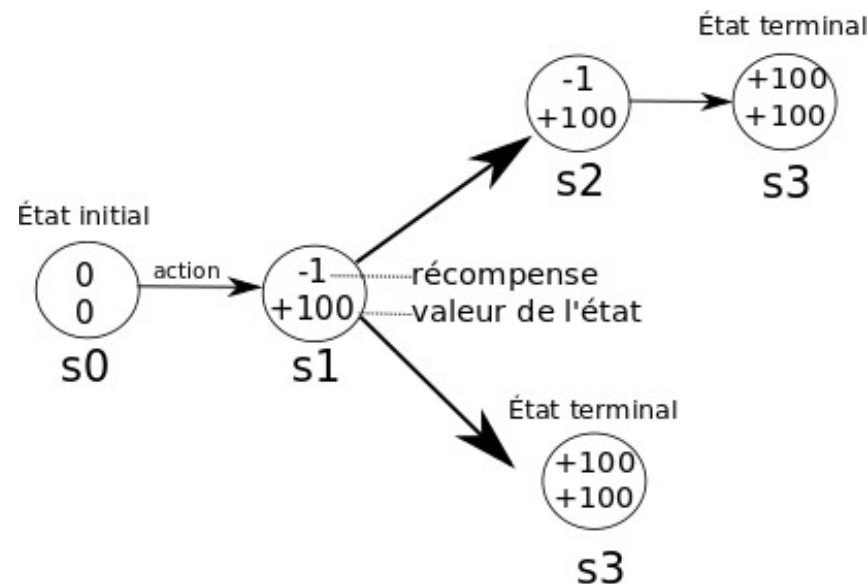 État terminal
-1
+100
+100
+100
s2
s3
État initial
0
0
action
-1
+100
récompense
valeur de l'état
s0
s1
État terminal
+100
+100
s3